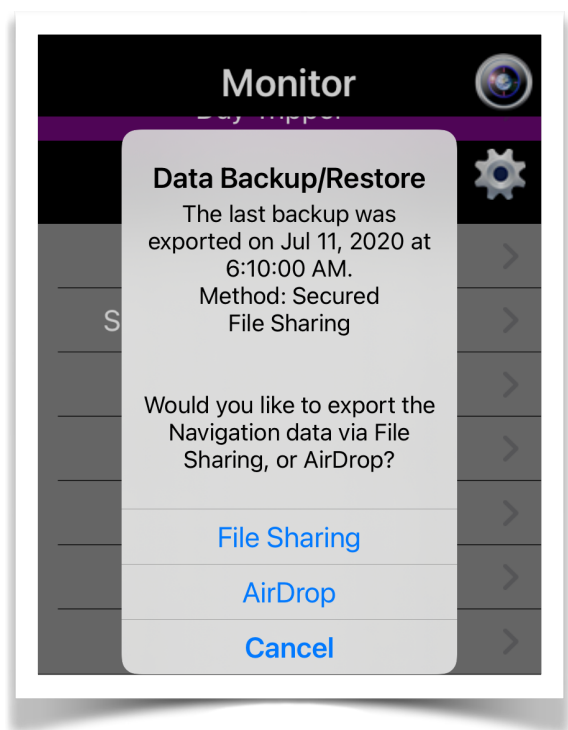 Monitor
Data Backup/Restore
The last backup was
exported on Jul 11, 2020 at
6:10:00 AM.
Method: Secured
File Sharing
S
Would you like to export the
Navigation data via File
Sharing, or AirDrop?
File Sharing
AirDrop
Cancel